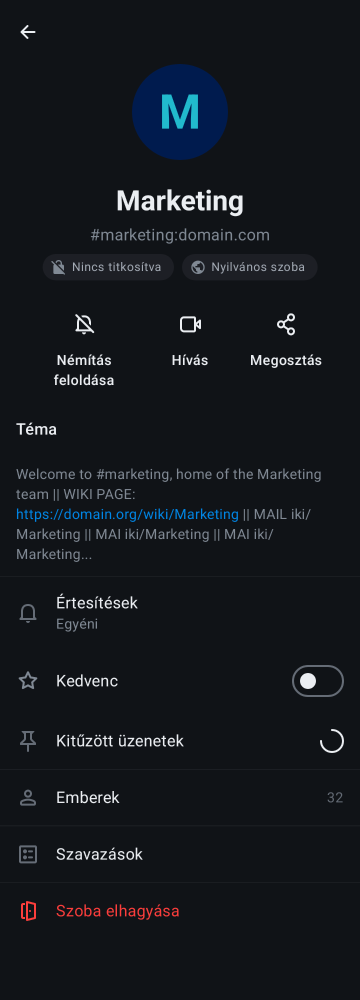 M
Marketing
#marketing:domain.com
Nincs titkosítva
Nyilvános szoba
Némítás
feloldása
Hívás
Megosztás
Téma
Welcome to #marketing, home of the Marketing
team || WIKI PAGE:
https://domain.org/wiki/Marketing || MAIL iki/
Marketing || MAI iki/Marketing || MAI iki/
Marketing...
Értesítések
Egyéni
Kedvenc
Kitűzött üzenetek
Emberek
32
Szavazások
Szoba elhagyása